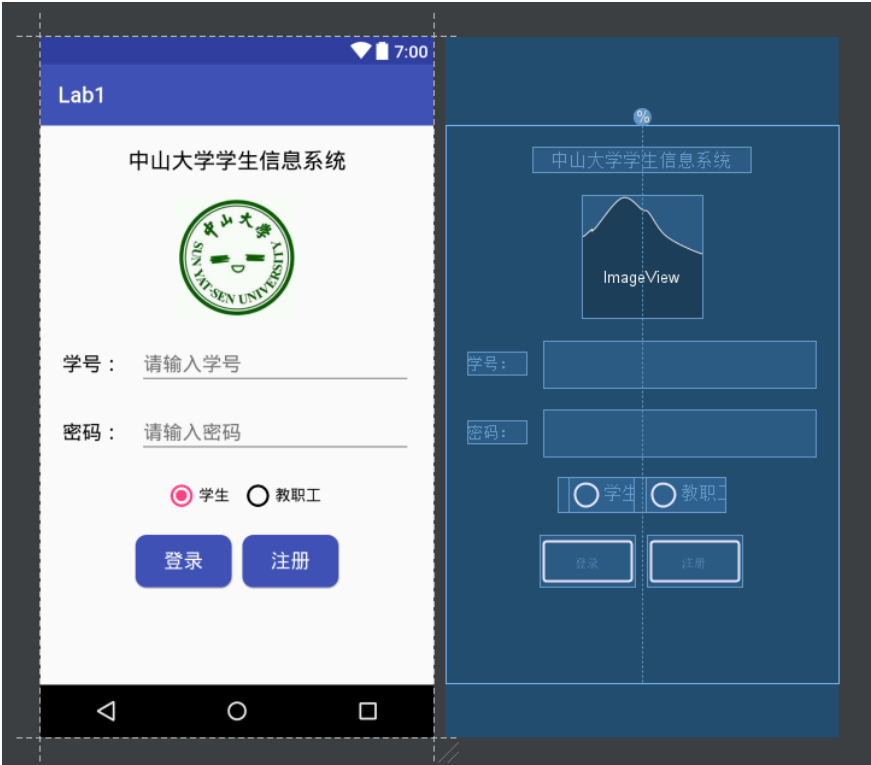 7:00
Lab1
中山大学学生信息系统
中山大学
SUN YAT-SEN UNIVERSITY
学号：
请输入学号
密码：
请输入密码
学生
教职工
登录
注册
%
中山大学学生信息系统
ImageView
学号：
密码：
学生
教职工
登录
注册